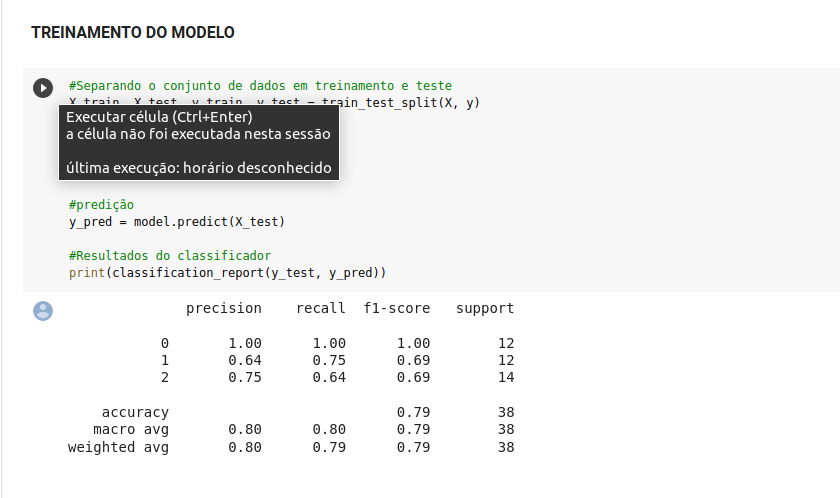 TREINAMENTO DO MODELO
#Separando o conjunto de dados em treinamento e teste
X_train, X_test, y_train, y_test = train_test_split(X, y)
Executar célula (Ctrl+Enter)
a célula não foi executada nesta sessão
última execução: horário desconhecido
#predição
y_pred = model.predict(X_test)
#Resultados do classificador
print(classification_report(y_test, y_pred))
precision recall f1-score support
0 1.00 1.00 1.00 12
1 0.64 0.75 0.69 12
2 0.75 0.64 0.69 14
accuracy 0.79 38
macro avg 0.80 0.80 0.79 38
weighted avg 0.80 0.79 0.79 38